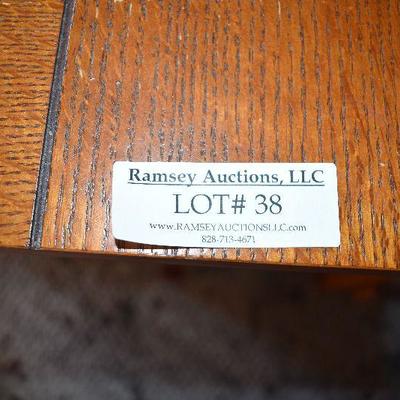 Ramsey Auctions, LLC
LOT# 38
www.RAMSEYAUCTIONSLLC.com
828-713-4671